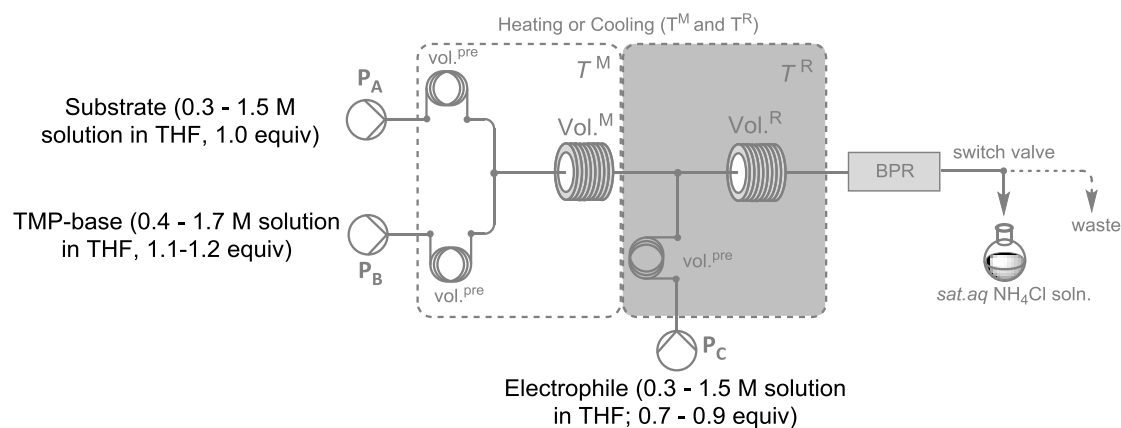 Heating or Cooling (T^M and T^R)
vol.^pre
T^M
T^R
P_A
Substrate (0.3 - 1.5 M
solution in THF, 1.0 equiv)
Vol.^M
Vol.^R
switch valve
BPR
TMP-base (0.4 - 1.7 M solution
in THF, 1.1-1.2 equiv)
waste
P_B
vol.^pre
vol.^pre
sat.aq NH₄Cl soln.
P_C
Electrophile (0.3 - 1.5 M solution
in THF; 0.7 - 0.9 equiv)